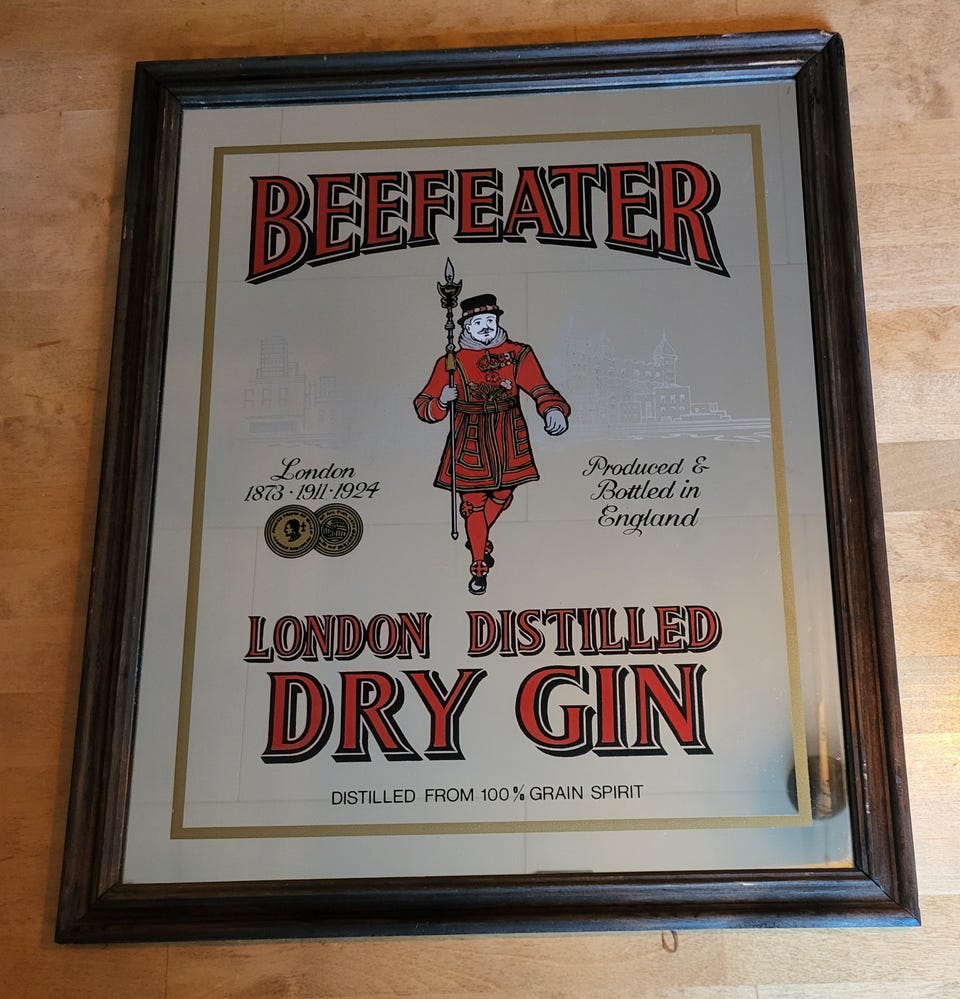 BEEFEATER
London
1873 · 1911 · 1924
Produced &
Bottled in
England
LONDON DISTILLED
DRY GIN
DISTILLED FROM 100% GRAIN SPIRIT